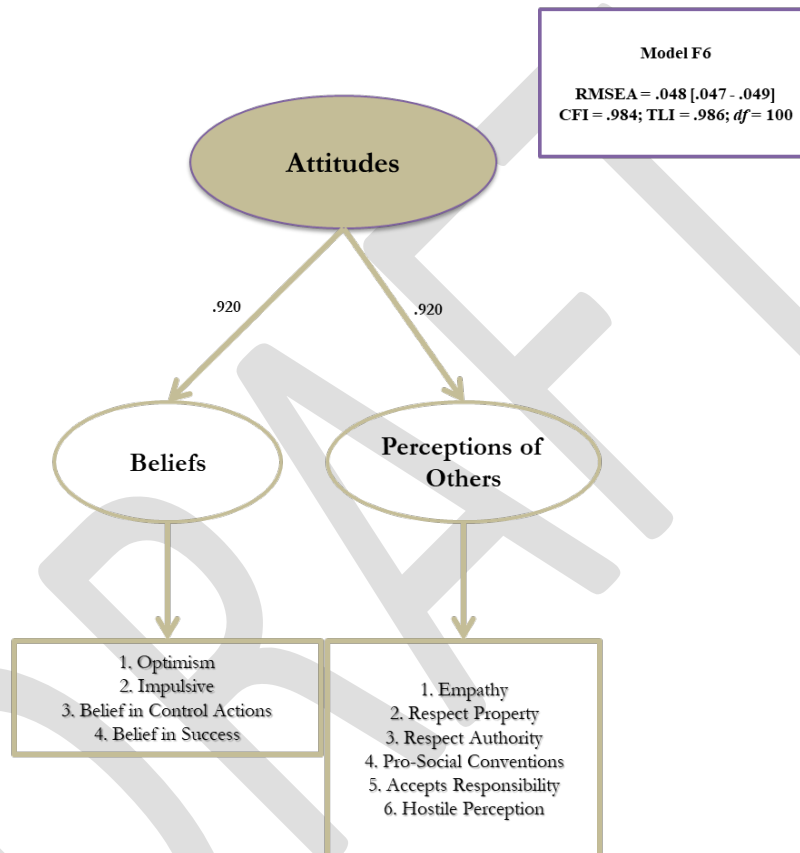 Model F6
RMSEA = .048 [.047 - .049]
CFI = .984; TLI = .986; df = 100
Attitudes
.920
.920
Beliefs
Perceptions of
Others
1. Optimism
2. Impulsive
3. Belief in Control Actions
4. Belief in Success
1. Empathy
2. Respect Property
3. Respect Authority
4. Pro-Social Conventions
5. Accepts Responsibility
6. Hostile Perception
DRAFT